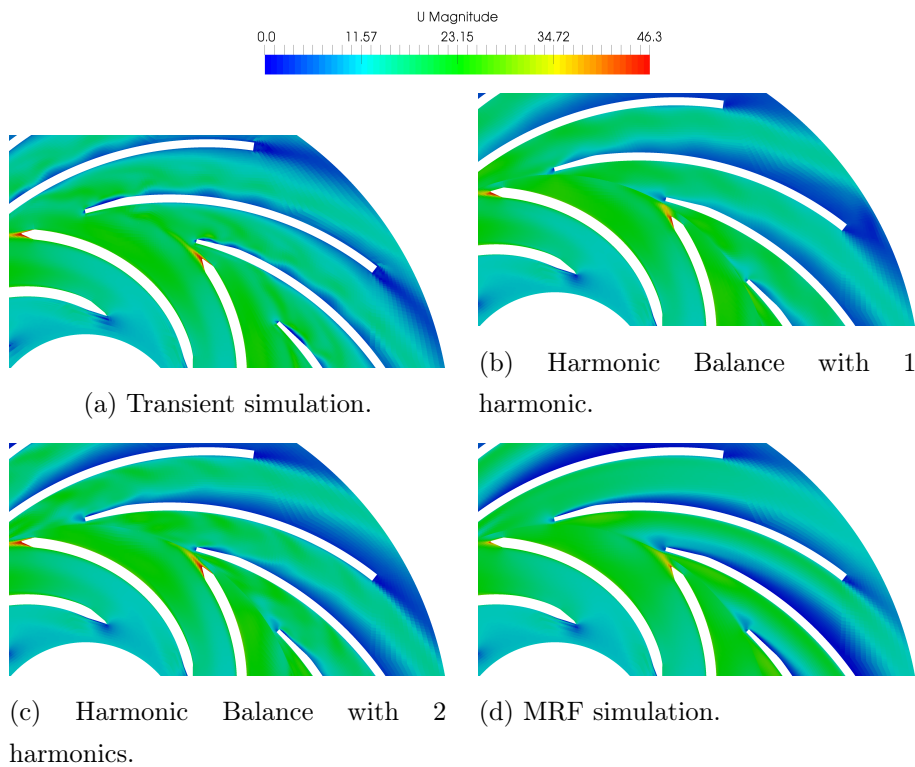 U Magnitude
0.0 11.57 23.15 34.72 46.3
(a) Transient simulation.
(b) Harmonic Balance with 1
harmonic.
(c) Harmonic Balance with 2
harmonics.
(d) MRF simulation.